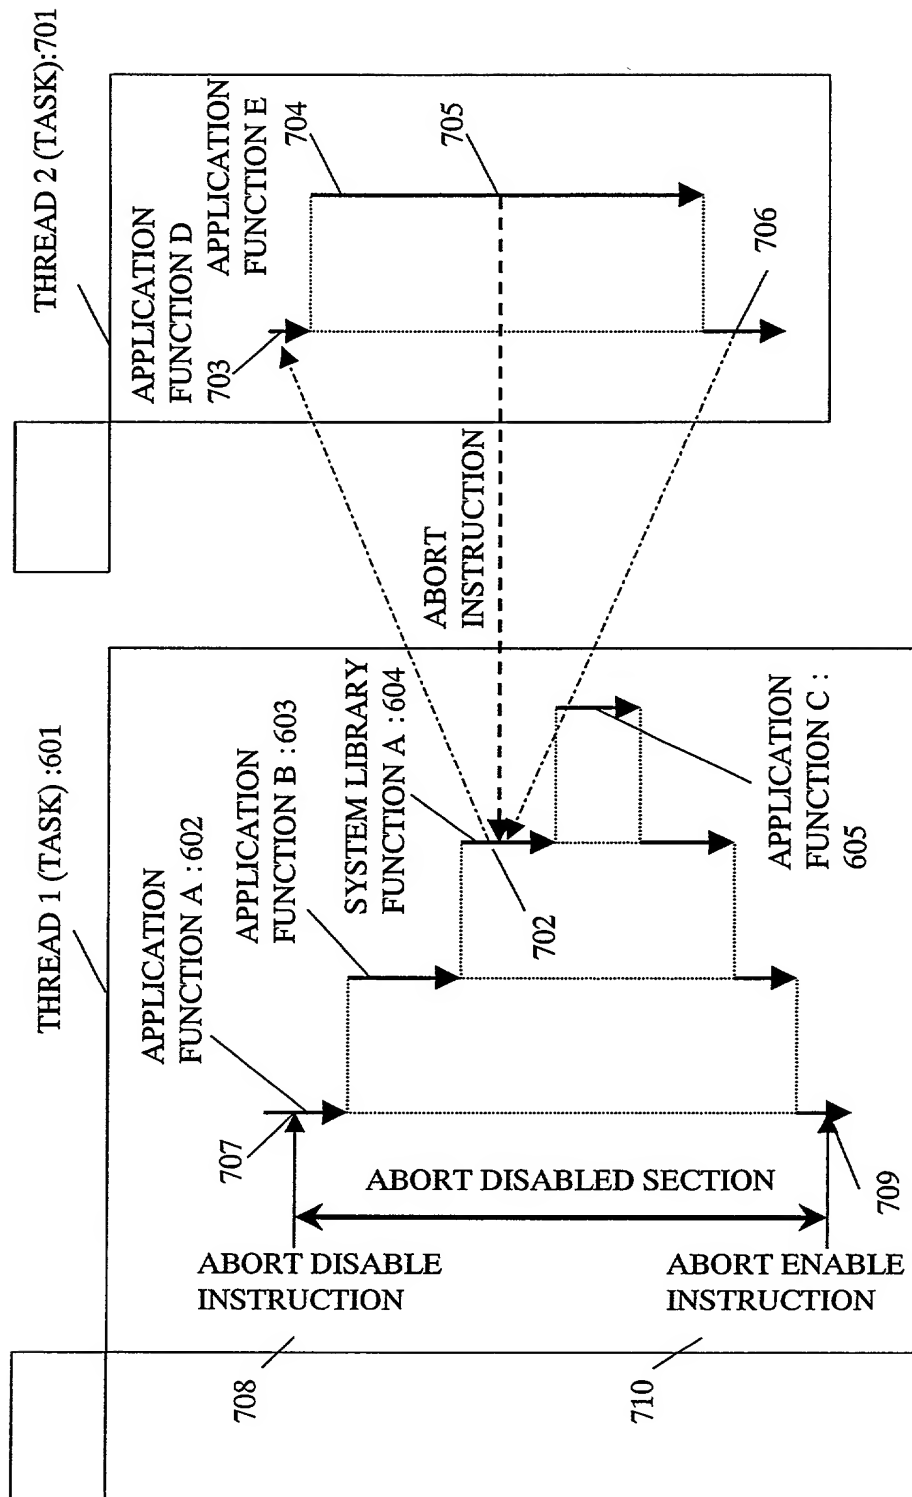 THREAD 1 (TASK) :601
APPLICATION
FUNCTION A : 602
APPLICATION
FUNCTION B : 603
SYSTEM LIBRARY
FUNCTION A : 604
702
APPLICATION
FUNCTION C :
605
707
ABORT DISABLED SECTION
709
ABORT DISABLE
INSTRUCTION
708
ABORT ENABLE
INSTRUCTION
710
ABORT
INSTRUCTION
THREAD 2 (TASK):701
APPLICATION
FUNCTION D
703
APPLICATION
FUNCTION E
704
705
706